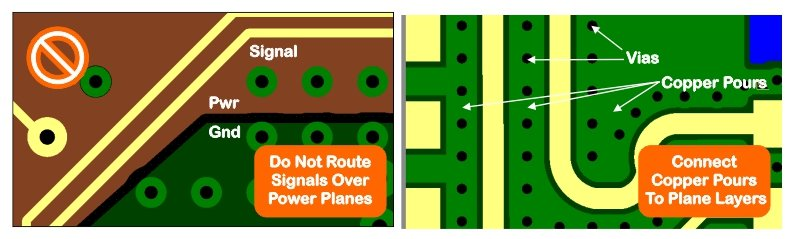 Signal
Pwr
Gnd
Do Not Route
Signals Over
Power Planes
Vias
Copper Pours
Connect
Copper Pours
To Plane Layers